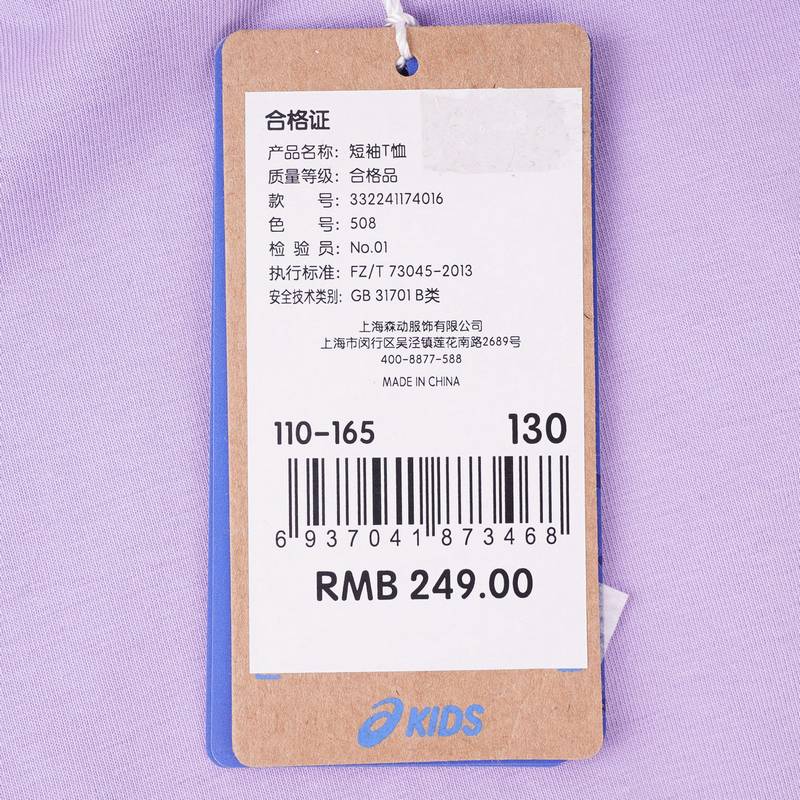 合格证
产品名称: 短袖T恤
质量等级: 合格品
款 号: 332241174016
色 号: 508
检 验 员: No.01
执行标准: FZ/T 73045-2013
安全技术类别: GB 31701 B类
上海森动服饰有限公司
上海市闵行区吴泾镇莲花南路2689号
400-8877-588
MADE IN CHINA
110-165 130
6 937041 873468
RMB 249.00
KIDS